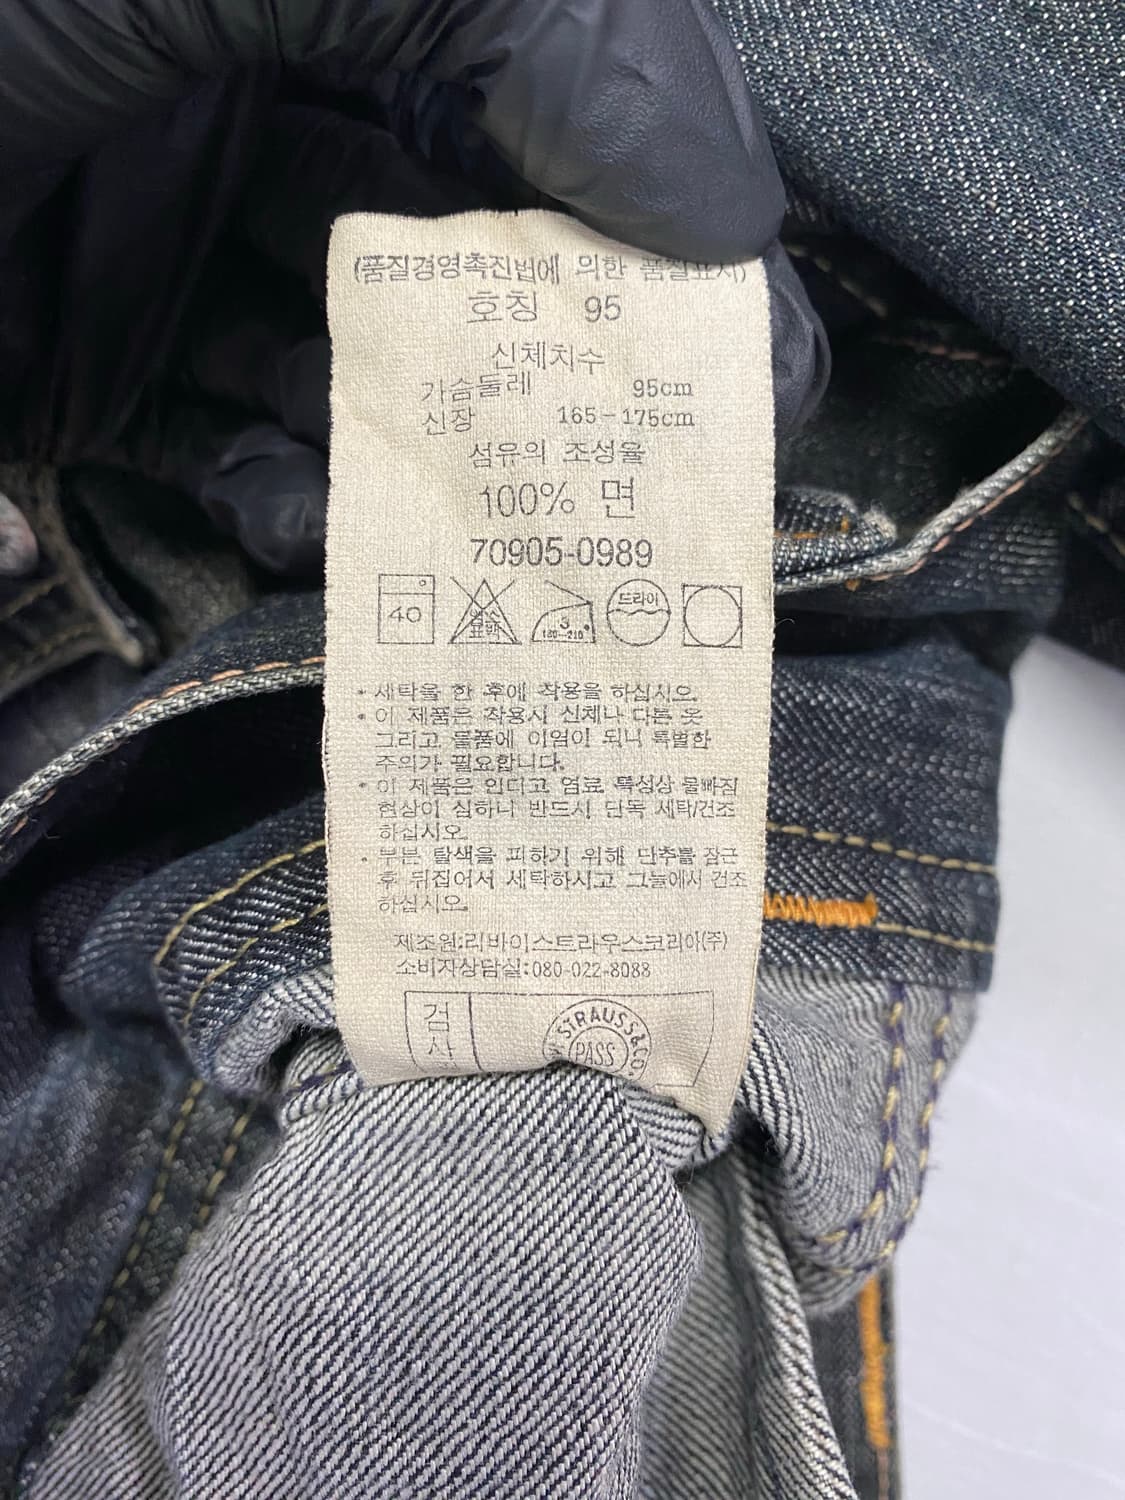 (품질경영촉진법에 의한 품질표시)
호칭 95
신체치수
가슴둘레 95cm
신장 165-175cm
섬유의 조성율
100% 면
70905-0989
40
염소
표백
3
180-210°
드라이
• 세탁을 한 후에 착용을 하십시오.
• 이 제품은 착용시 신체나 다른 옷
그리고 물품에 이염이 되니 특별한
주의가 필요합니다.
• 이 제품은 인디고 염료 특성상 물빠짐
현상이 심하니 반드시 단독 세탁/건조
하십시오.
• 부분 탈색을 피하기 위해 단추를 잠근
후 뒤집어서 세탁하시고 그늘에서 건조
하십시오.
제조원:리바이스트라우스코리아(주)
소비자상담실:080-022-8088
검사
STRAUSS&CO.
PASS